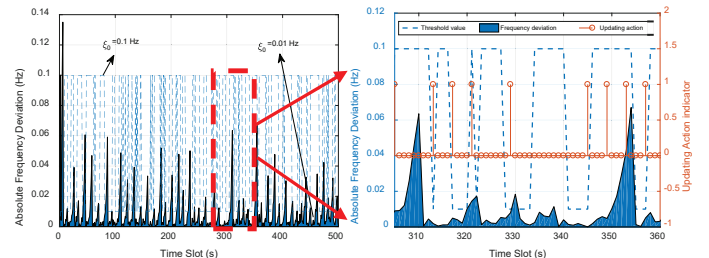 0.14
0.12
0.1
0.08
0.06
0.04
0.02
0
Absolute Frequency Deviation (Hz)
ξ0=0.1 Hz
ξ0=0.01 Hz
0 100 200 300 400 500
Time Slot (s)
0.12
0.1
0.08
0.06
0.04
0.02
0
Absolute Frequency Deviation (Hz)
Threshold value Frequency deviation Updating action
2
1.5
1
0.5
0
-0.5
-1
Updating Action indicator
310 320 330 340 350 360
Time Slot (s)